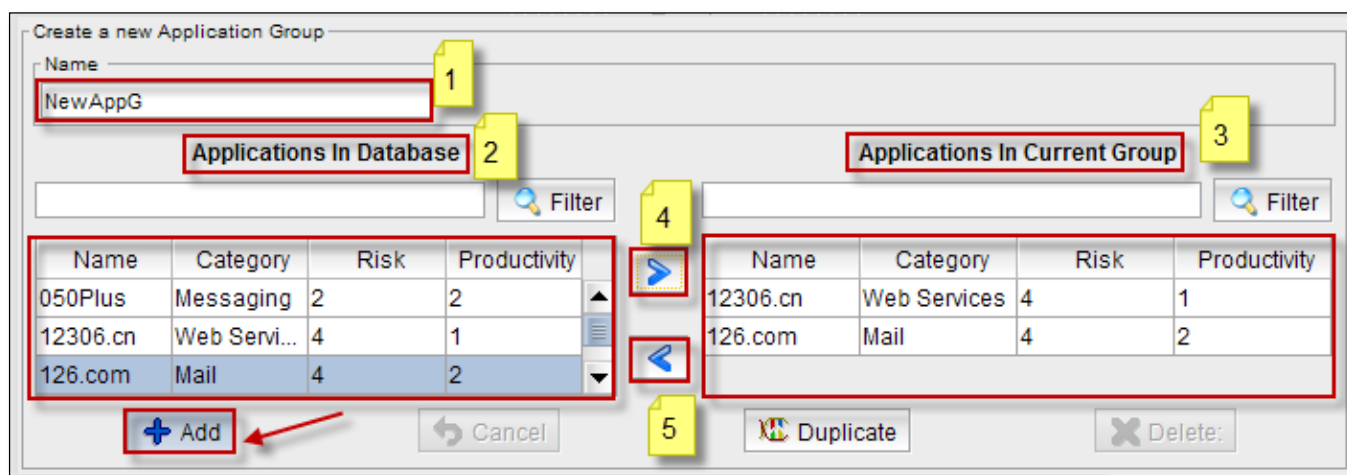 Create a new Application Group
Name
1
NewAppG
Applications In Database 2
Applications In Current Group 3
Filter
4
Filter
Name Category Risk Productivity
050Plus Messaging 2 2
12306.cn Web Servi... 4 1
126.com Mail 4 2
Name Category Risk Productivity
12306.cn Web Services 4 1
126.com Mail 4 2
Add
Cancel
5
Duplicate
Delete: